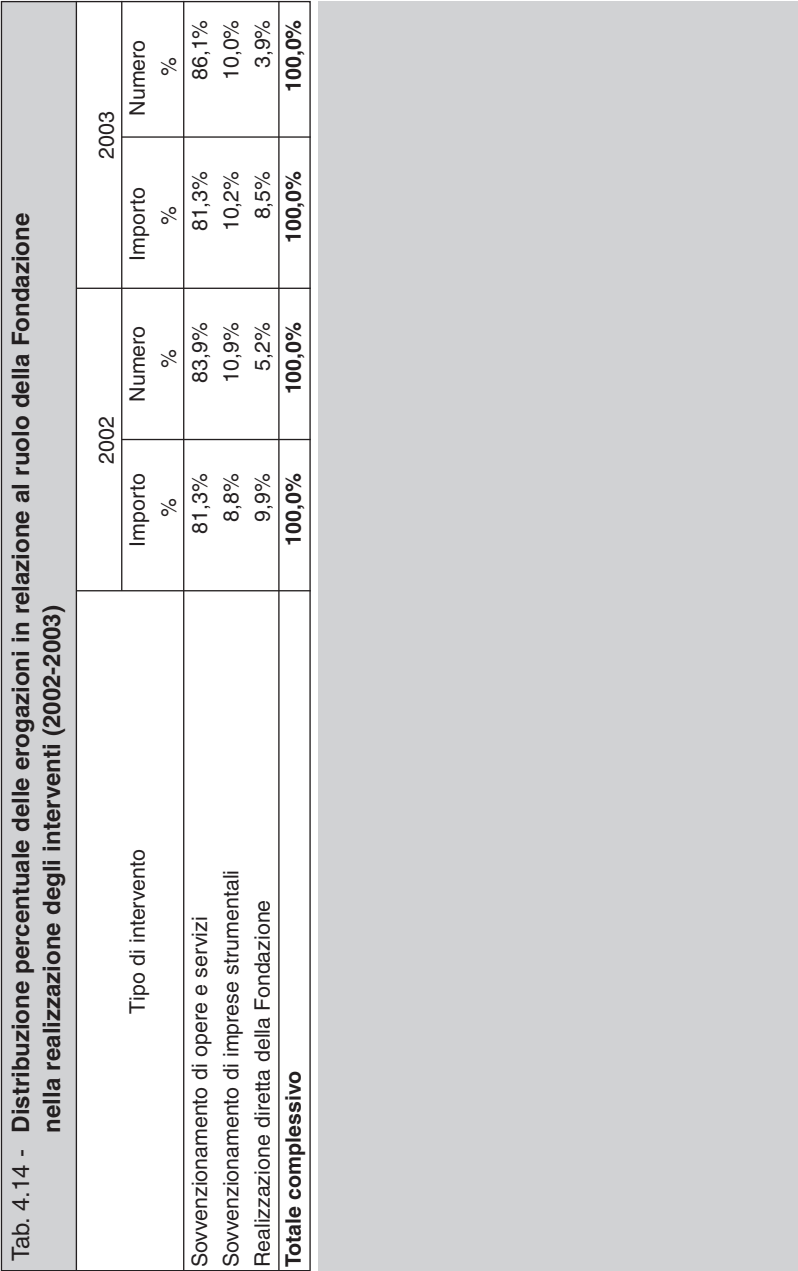 Tab. 4.14 - Distribuzione percentuale delle erogazioni in relazione al ruolo della Fondazione
nella realizzazione degli interventi (2002-2003)
Tipo di intervento 2002 2003
Importo Numero Importo Numero
% % % %
Sovvenzionamento di opere e servizi 81,3% 83,9% 81,3% 86,1%
Sovvenzionamento di imprese strumentali 8,8% 10,9% 10,2% 10,0%
Realizzazione diretta della Fondazione 9,9% 5,2% 8,5% 3,9%
Totale complessivo 100,0% 100,0% 100,0% 100,0%